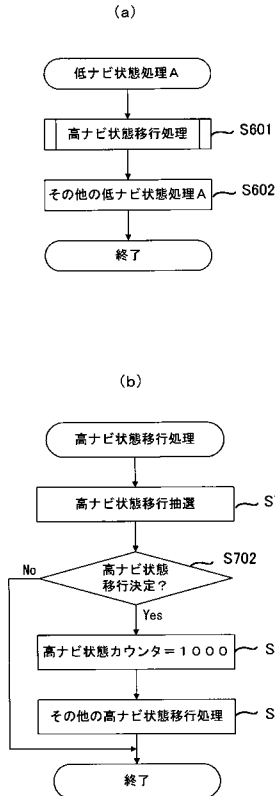 (a)
低ナビ状態処理A
高ナビ状態移行処理
S601
その他の低ナビ状態処理A
S602
終了
(b)
高ナビ状態移行処理
高ナビ状態移行抽選
S
高ナビ状態
移行決定?
S702
No
Yes
高ナビ状態カウンタ=1000
S
その他の高ナビ状態移行処理
S
終了